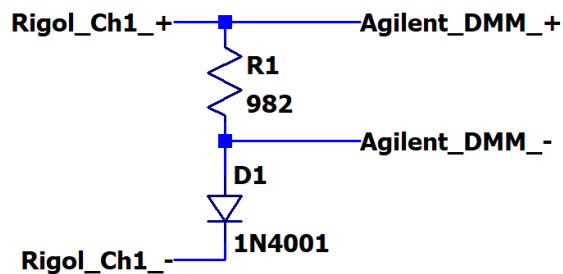 Rigol_Ch1_+
Agilent_DMM_+
R1
982
Agilent_DMM_-
D1
1N4001
Rigol_Ch1_-